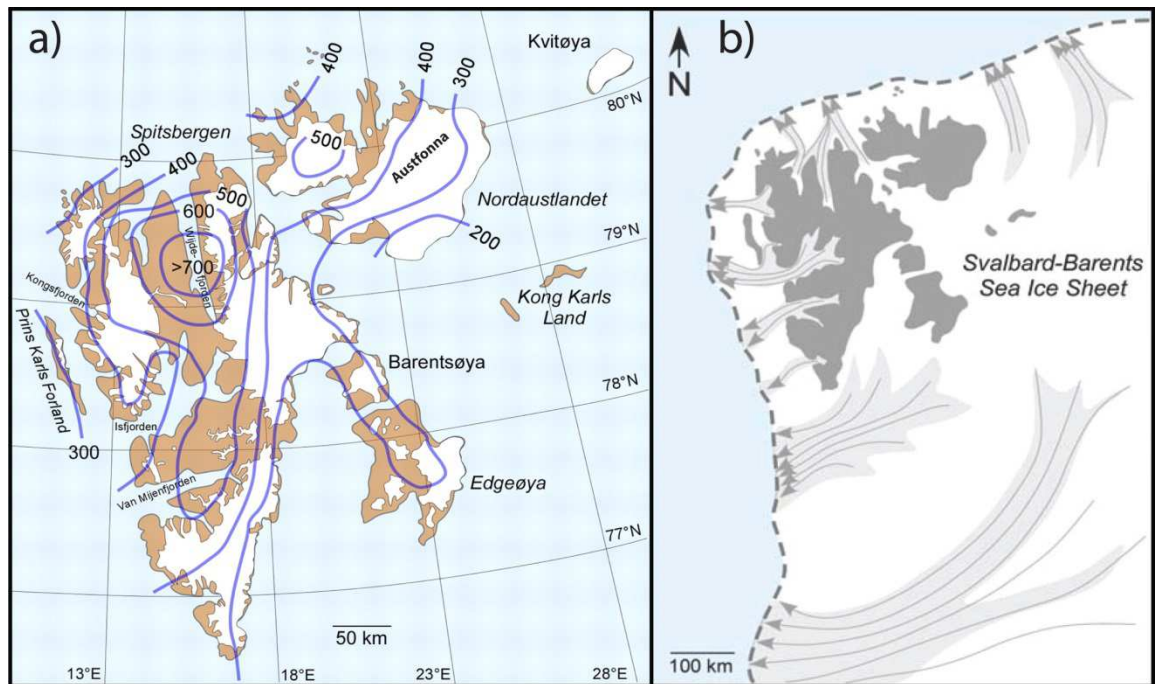 a)
Kvitøya
400
400
300
80°N
Spitsbergen
500
300
400
Austfonna
500
600
Nordaustlandet
Wijdefjorden
200
79°N
>700
Kongsfjorden
Kong Karls
Land
Prins Karls Forland
Barentsøya
78°N
Isfjorden
300
Edgeøya
Van Mijenfjorden
77°N
50 km
13°E
18°E
23°E
28°E
b)
N
Svalbard-Barents
Sea Ice Sheet
100 km